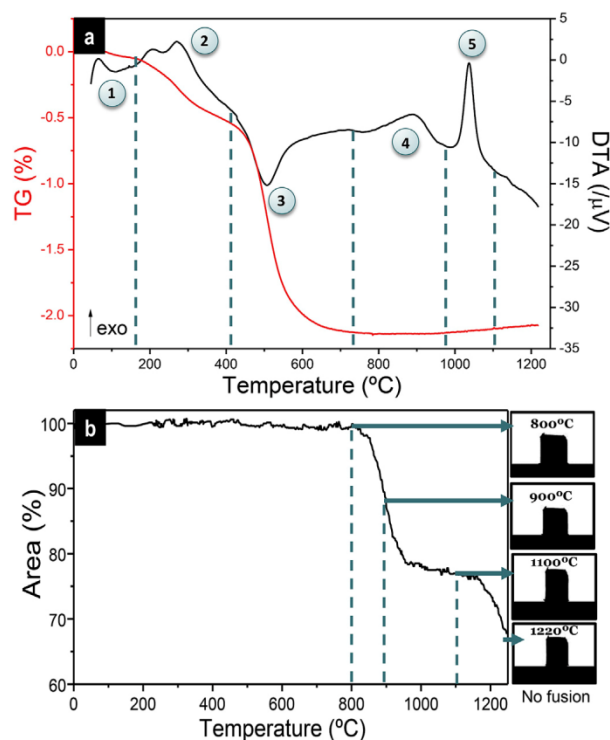 a
TG (%)
0.0
-0.5
-1.0
-1.5
-2.0
1
2
3
4
5
exo
DTA (/µV)
5
0
-5
-10
-15
-20
-25
-30
-35
0 200 400 600 800 1000 1200
Temperature (ºC)
b
Area (%)
100
90
80
70
60
800ºC
900ºC
1100ºC
1220ºC
No fusion
0 200 400 600 800 1000 1200
Temperature (ºC)